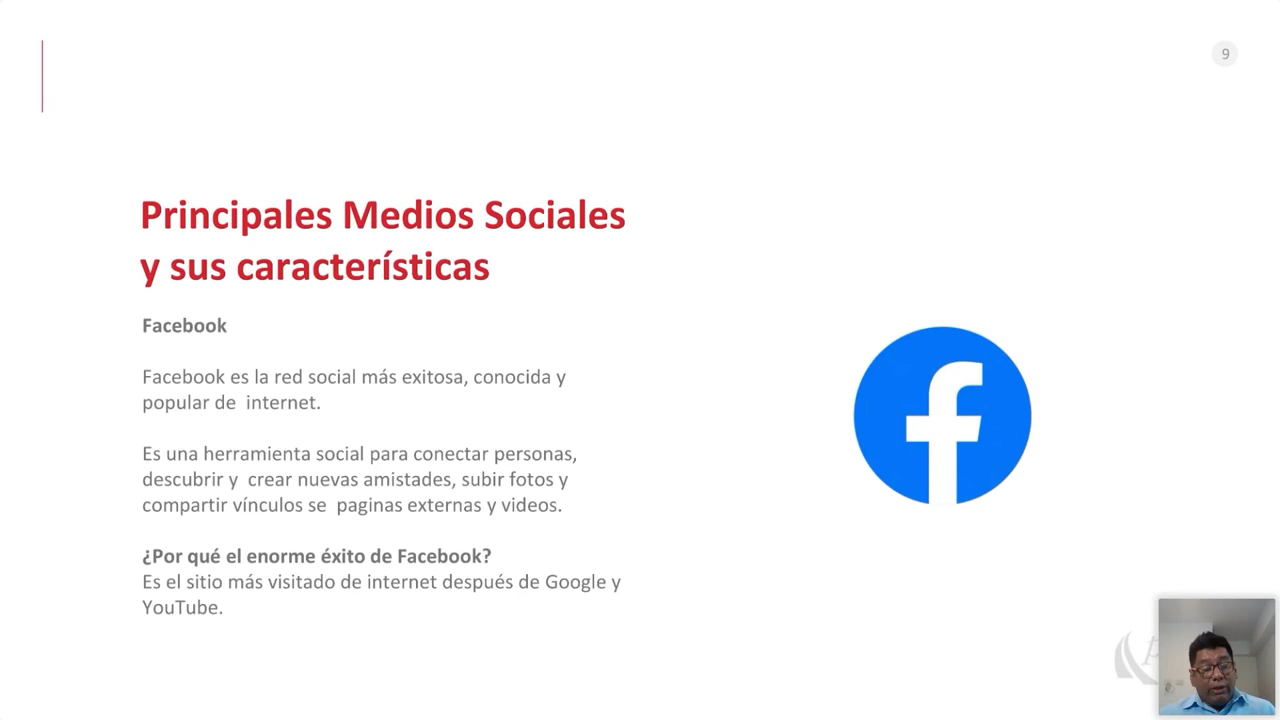 9
Principales Medios Sociales
y sus características
Facebook
Facebook es la red social más exitosa, conocida y
popular de  internet.
Es una herramienta social para conectar personas,
descubrir y  crear nuevas amistades, subir fotos y
compartir vínculos se  paginas externas y videos.
¿Por qué el enorme éxito de Facebook?
Es el sitio más visitado de internet después de Google y
YouTube.